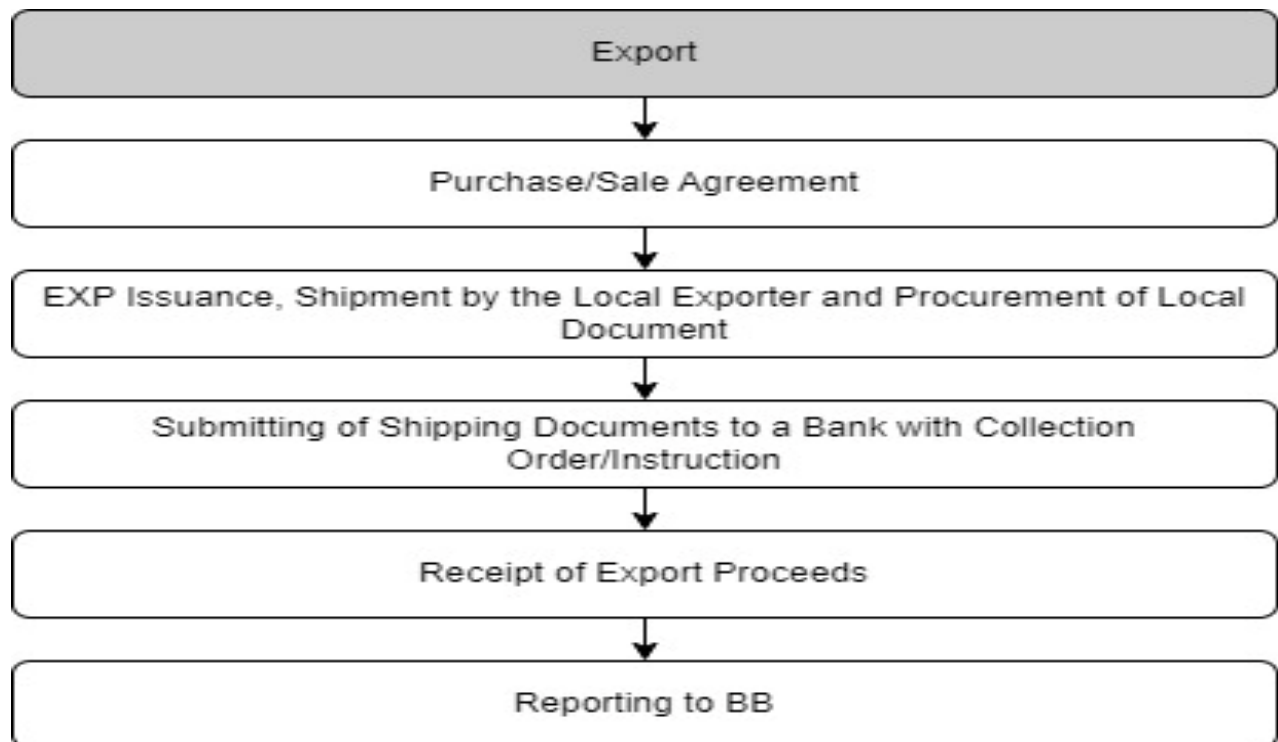 Export
Purchase/Sale Agreement
EXP Issuance, Shipment by the Local Exporter and Procurement of Local
Document
Submitting of Shipping Documents to a Bank with Collection
Order/Instruction
Receipt of Export Proceeds
Reporting to BB